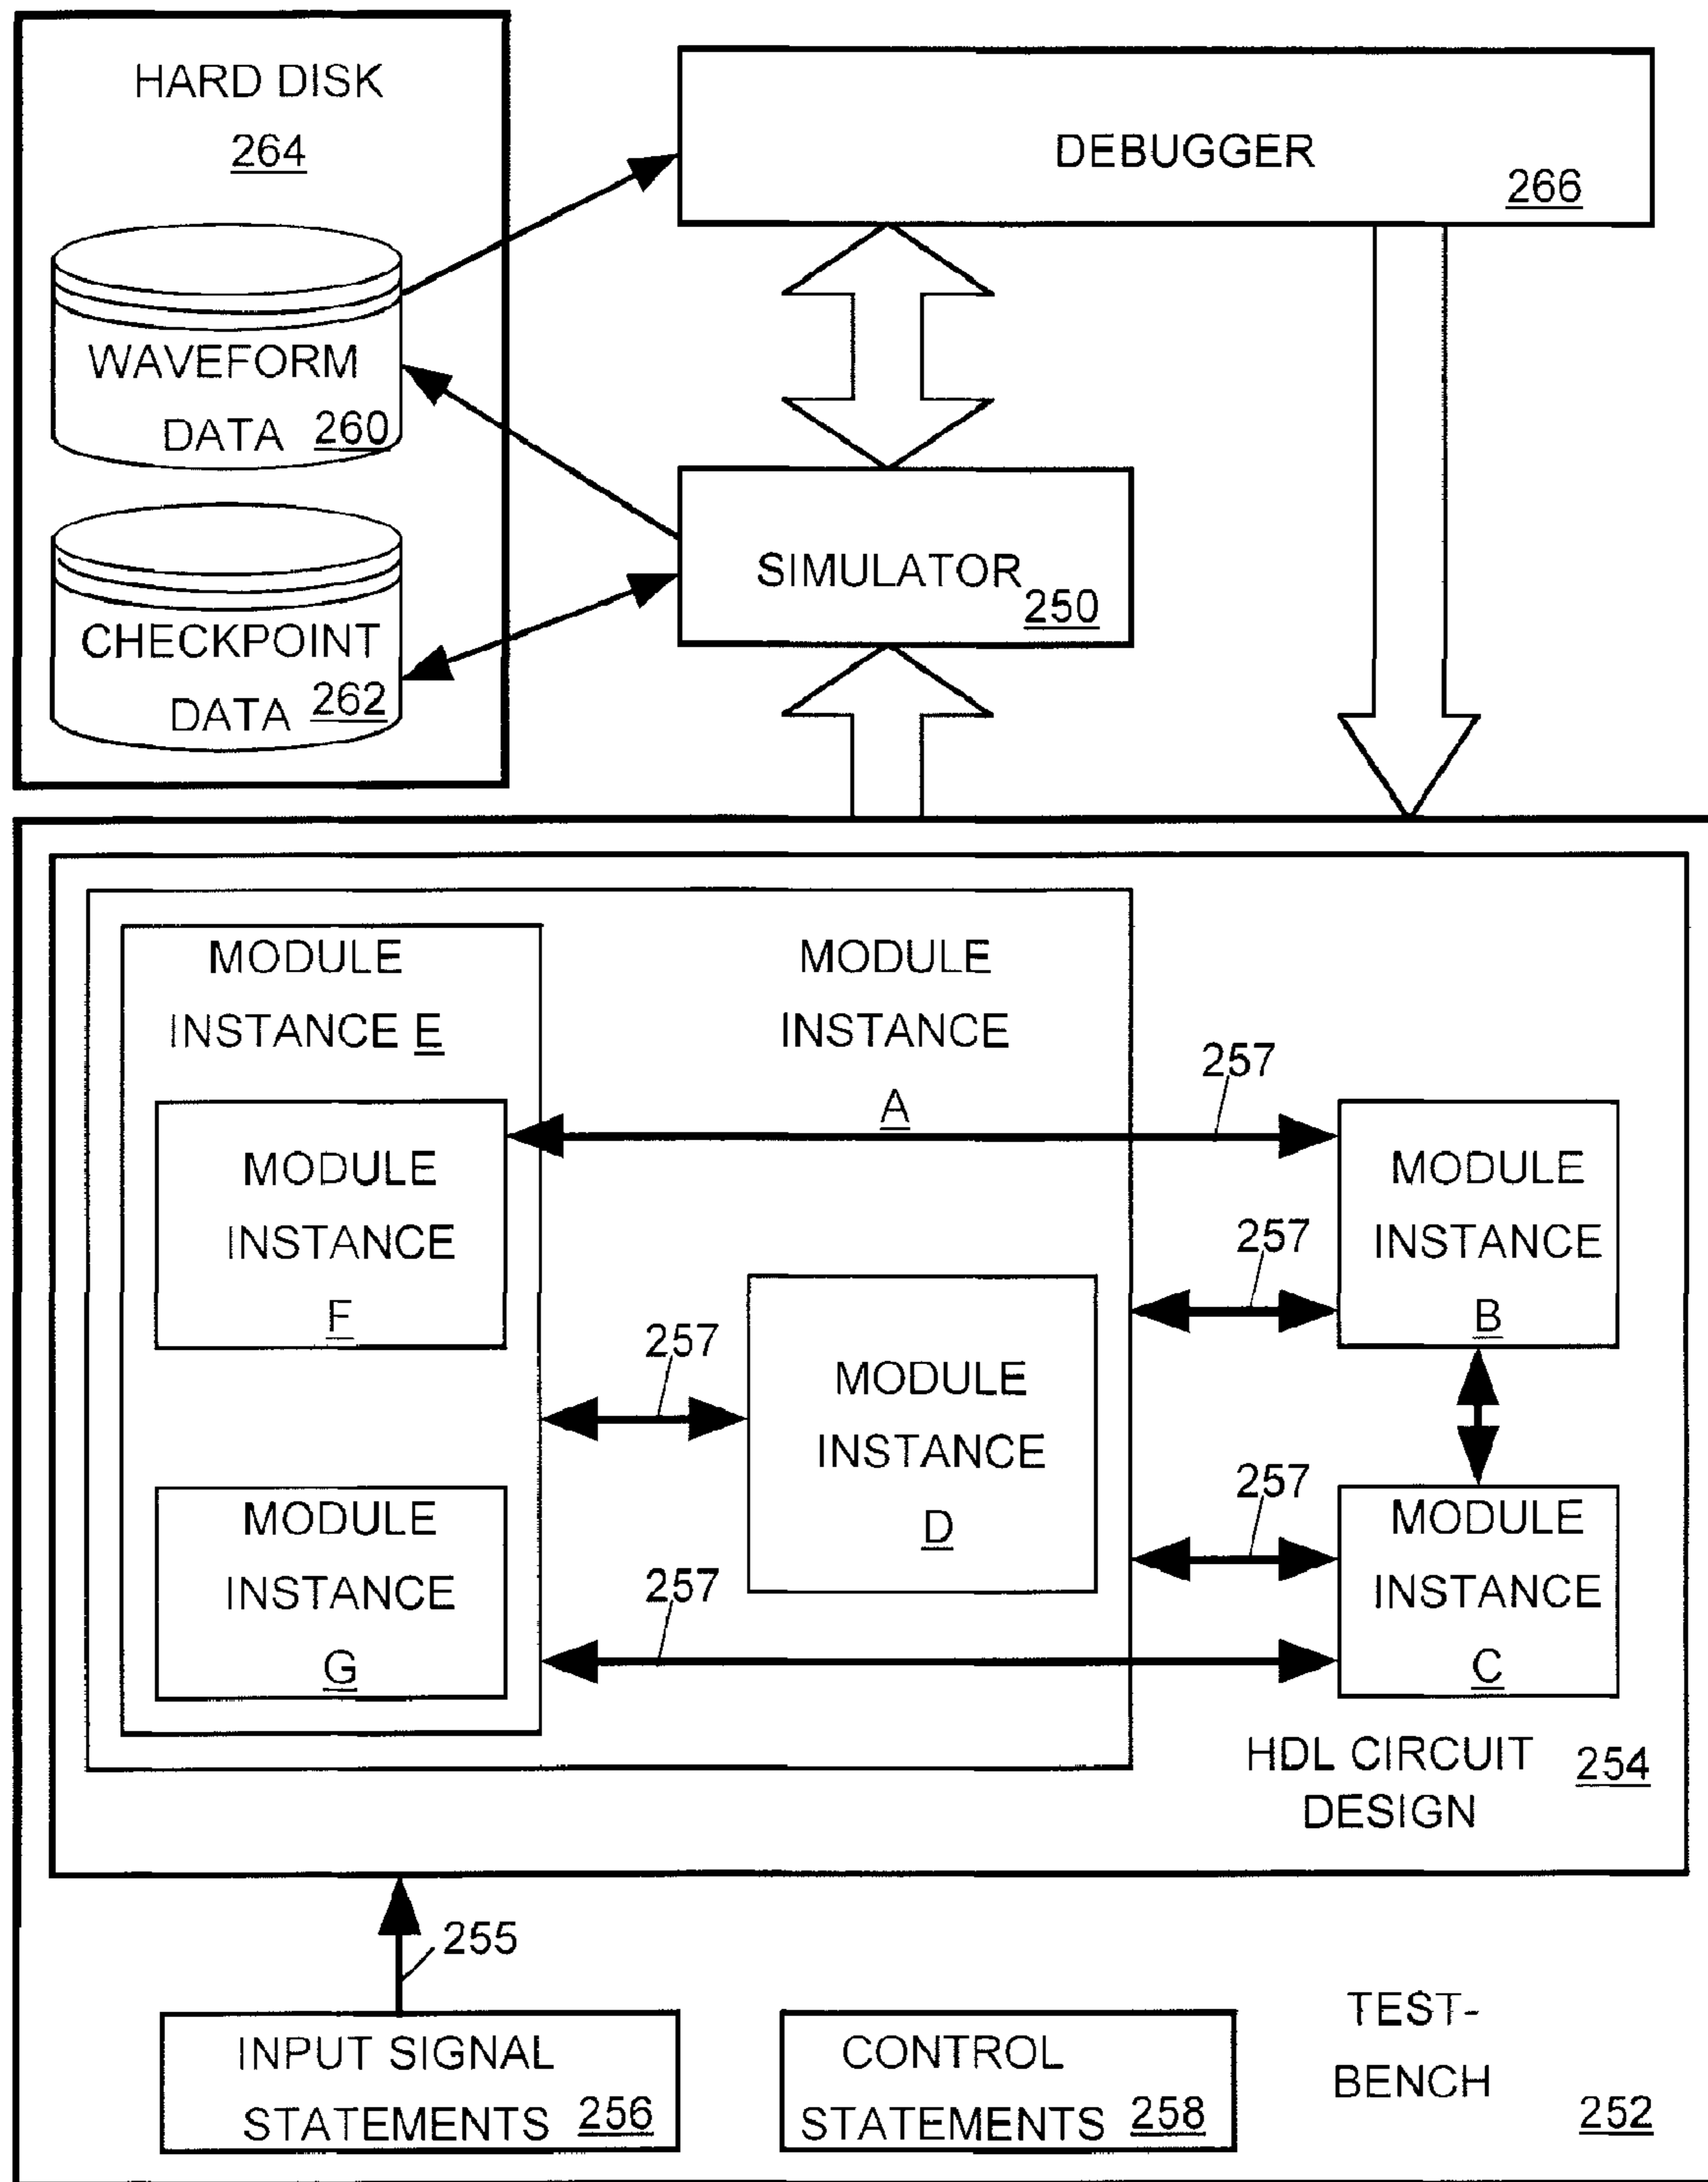 HARD DISK
264
DEBUGGER
266
WAVEFORM
DATA 260
SIMULATOR
250
CHECKPOINT
DATA 262
MODULE
INSTANCE E
MODULE
INSTANCE
A
257
MODULE
INSTANCE
F
MODULE
INSTANCE
B
257
257
MODULE
INSTANCE
D
257
MODULE
INSTANCE
G
257
MODULE
INSTANCE
C
HDL CIRCUIT
DESIGN
254
255
INPUT SIGNAL
STATEMENTS 256
CONTROL
STATEMENTS 258
TEST-
BENCH
252